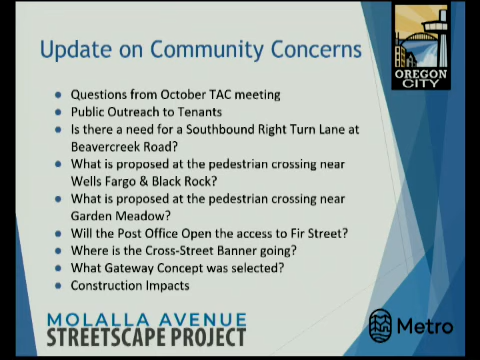 Update on Community Concerns
OREGON
CITY
Questions from October TAC meeting
Public Outreach to Tenants
Is there a need for a Southbound Right Turn Lane at
Beavercreek Road?
What is proposed at the pedestrian crossing near
Wells Fargo & Black Rock?
What is proposed at the pedestrian crossing near
Garden Meadow?
Will the Post Office Open the access to Fir Street?
Where is the Cross-Street Banner going?
What Gateway Concept was selected?
Construction Impacts
MOLALLA AVENUE
STREETSCAPE PROJECT
Metro